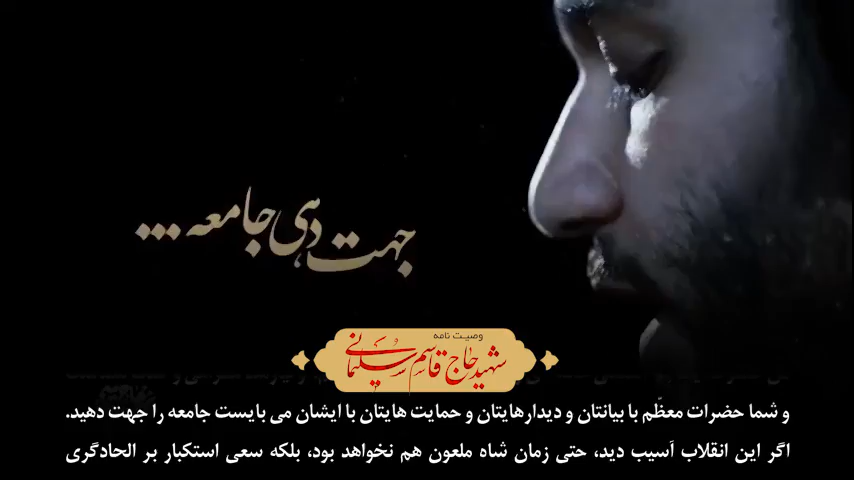 جهت دهی جامعه...
وصیت نامه
شهید حاج قاسم سلیمانی
و شما حضرات معظّم با بیانتان و دیدارهایتان و حمایت هایتان با ایشان می بایست جامعه را جهت دهید.
اگر این انقلاب آسیب دید، حتی زمان شاه ملعون هم نخواهد بود، بلکه سعی استکبار بر الحادگری